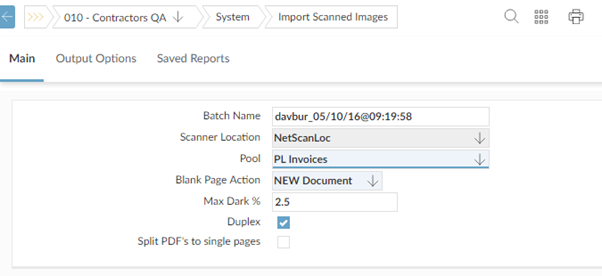 010 - Contractors QA System Import Scanned Images
Main Output Options Saved Reports
Batch Name davbur_05/10/16@09:19:58
Scanner Location NetScanLoc
Pool PL Invoices
Blank Page Action NEW Document
Max Dark % 2.5
Duplex
Split PDF's to single pages